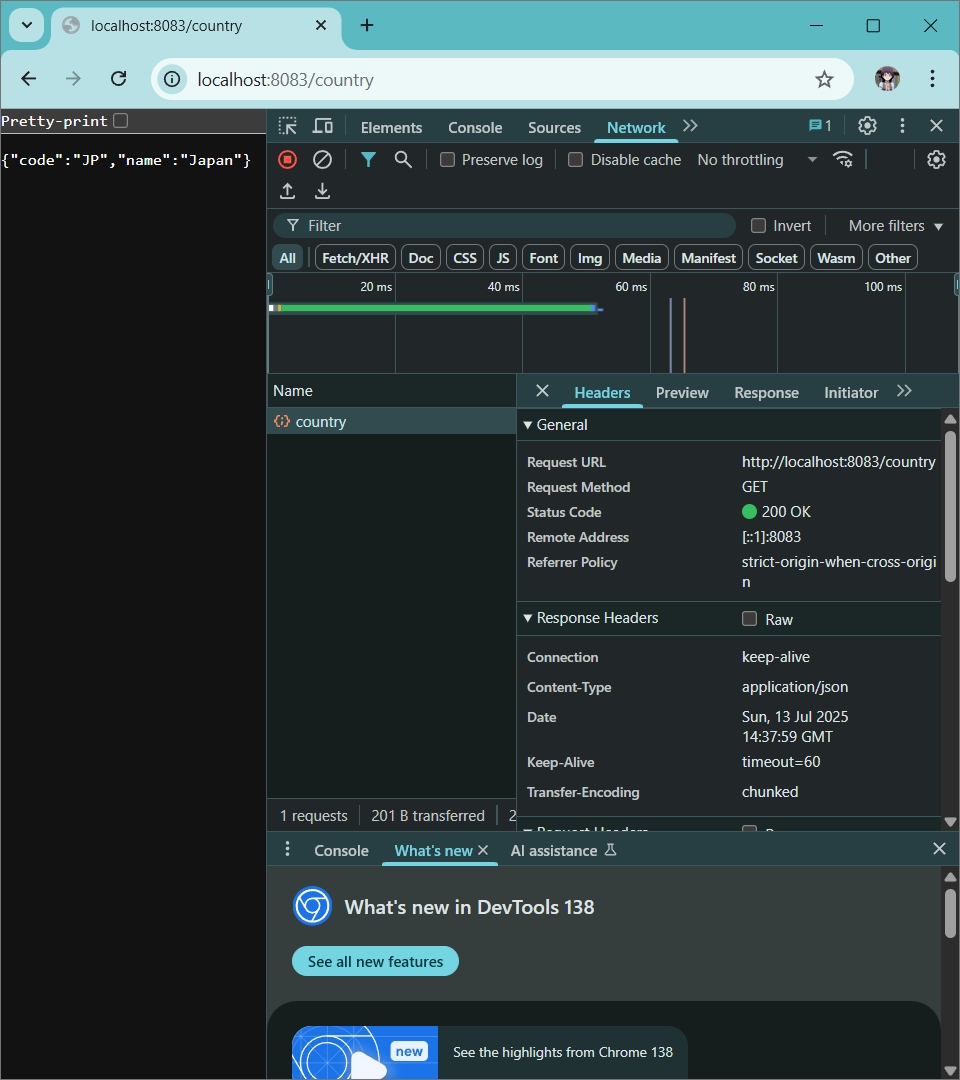 localhost:8083/country
localhost:8083/country
Pretty-print
{"code":"JP","name":"Japan"}
Elements Console Sources Network 1
Preserve log Disable cache No throttling
Filter Invert More filters
All Fetch/XHR Doc CSS JS Font Img Media Manifest Socket Wasm Other
20 ms 40 ms 60 ms 80 ms 100 ms
Name
country
1 requests 201 B transferred 2
Headers Preview Response Initiator
General
Request URL http://localhost:8083/country
Request Method GET
Status Code 200 OK
Remote Address [::1]:8083
Referrer Policy strict-origin-when-cross-origi
n
Response Headers Raw
Connection keep-alive
Content-Type application/json
Date Sun, 13 Jul 2025
14:37:59 GMT
Keep-Alive timeout=60
Transfer-Encoding chunked
Console What's new AI assistance
What's new in DevTools 138
See all new features
new
See the highlights from Chrome 138